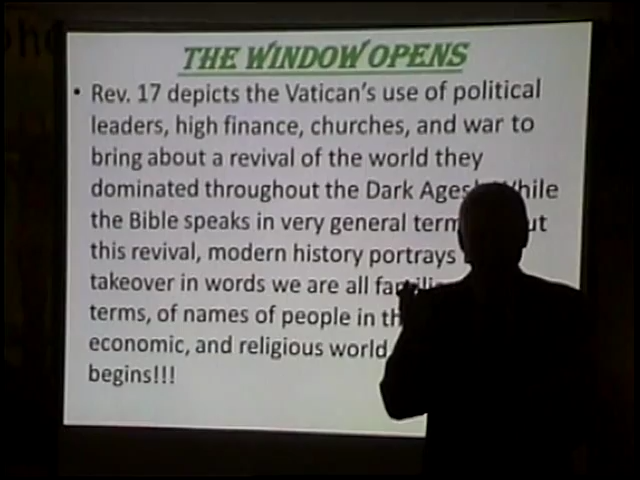 THE WINDOW OPENS
• Rev. 17 depicts the Vatican's use of political
leaders, high finance, churches, and war to
bring about a revival of the world they
dominated throughout the Dark Ages! While
the Bible speaks in very general
this revival, modern history portrays
takeover in words we are all
terms, of names of people in
economic, and religious world
begins!!!